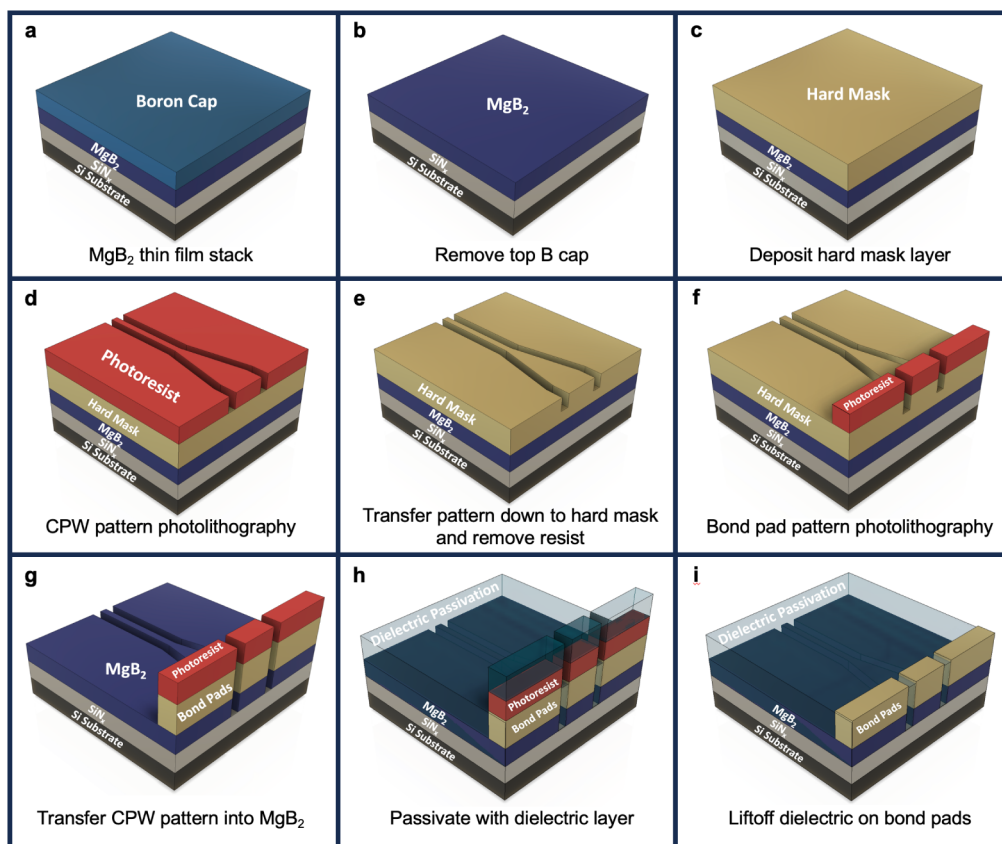 a
Boron Cap
MgB₂
SiNₓ
Si Substrate
MgB₂ thin film stack
b
MgB₂
SiNₓ
Si Substrate
Remove top B cap
c
Hard Mask
MgB₂
SiNₓ
Si Substrate
Deposit hard mask layer
d
Photoresist
Hard Mask
MgB₂
SiNₓ
Si Substrate
CPW pattern photolithography
e
Hard Mask
MgB₂
SiNₓ
Si Substrate
Transfer pattern down to hard mask
and remove resist
f
Photoresist
Hard Mask
MgB₂
SiNₓ
Si Substrate
Bond pad pattern photolithography
g
MgB₂
Photoresist
Bond Pads
SiNₓ
Si Substrate
Transfer CPW pattern into MgB₂
h
Dielectric Passivation
Photoresist
Bond Pads
MgB₂
SiNₓ
Si Substrate
Passivate with dielectric layer
i
Dielectric Passivation
Bond Pads
MgB₂
SiNₓ
Si Substrate
Liftoff dielectric on bond pads